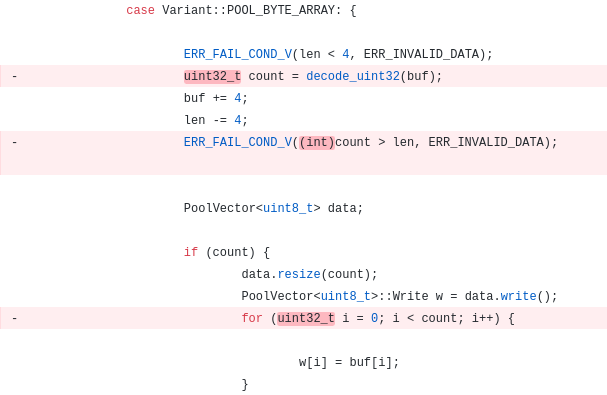 case Variant::POOL_BYTE_ARRAY: {
ERR_FAIL_COND_V(len < 4, ERR_INVALID_DATA);
- uint32_t count = decode_uint32(buf);
buf += 4;
len -= 4;
- ERR_FAIL_COND_V((int)count > len, ERR_INVALID_DATA);
PoolVector<uint8_t> data;
if (count) {
data.resize(count);
PoolVector<uint8_t>::Write w = data.write();
- for (uint32_t i = 0; i < count; i++) {
w[i] = buf[i];
}